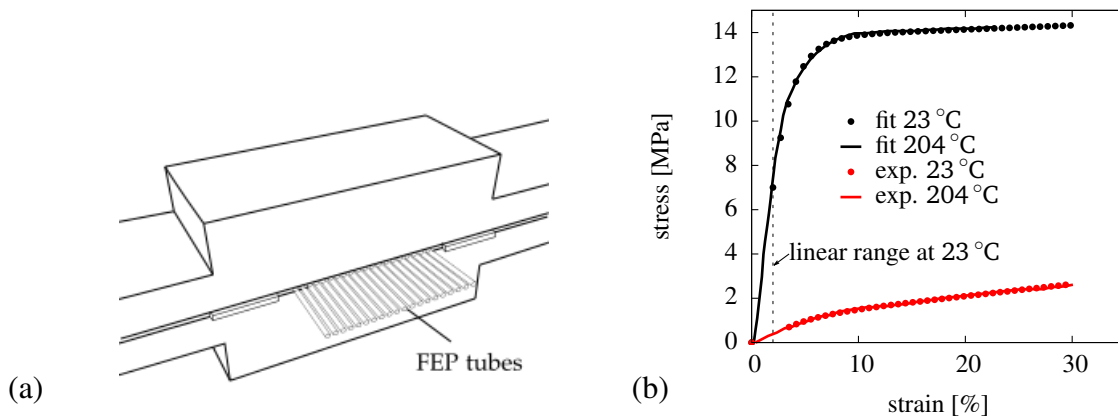 (a)
FEP tubes
(b)
stress [MPa]
14
12
10
8
6
4
2
0
fit 23 °C
fit 204 °C
exp. 23 °C
exp. 204 °C
linear range at 23 °C
0 10 20 30
strain [%]